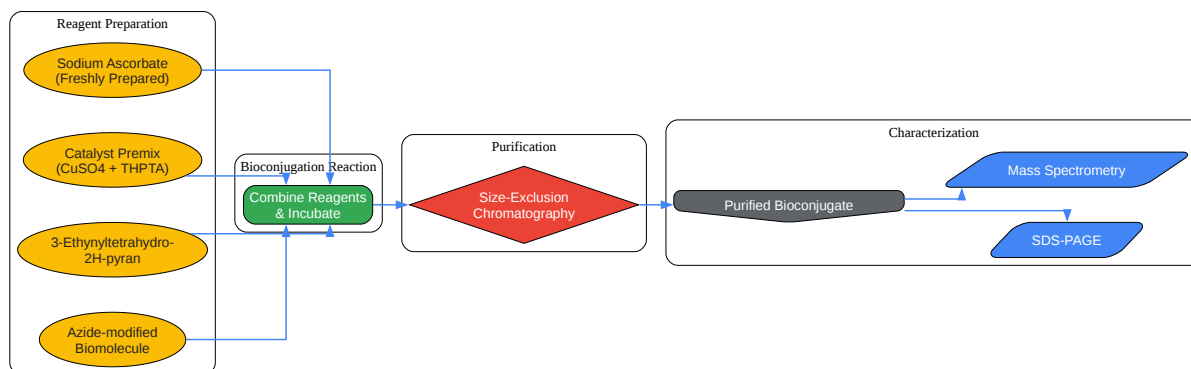 Reagent Preparation
Sodium Ascorbate
(Freshly Prepared)
Catalyst Premix
(CuSO4 + THPTA)
3-Ethynyltetrahydro-
2H-pyran
Azide-modified
Biomolecule
Bioconjugation Reaction
Combine Reagents
& Incubate
Purification
Size-Exclusion
Chromatography
Characterization
Purified Bioconjugate
Mass Spectrometry
SDS-PAGE